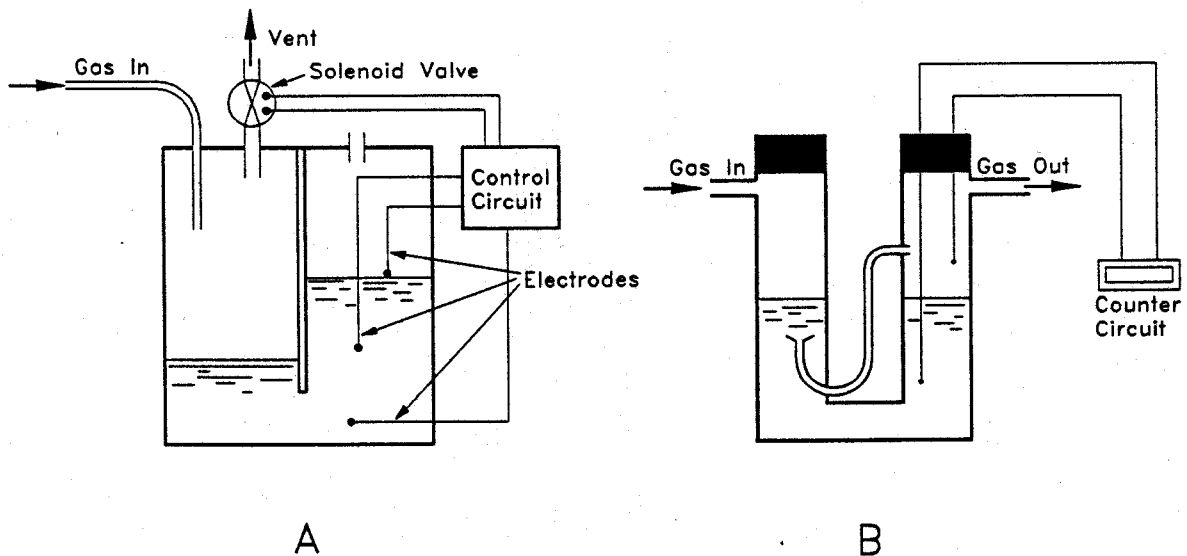 Vent
Gas In
Solenoid Valve
Control
Circuit
Electrodes
A
Gas In
Gas Out
Counter
Circuit
B